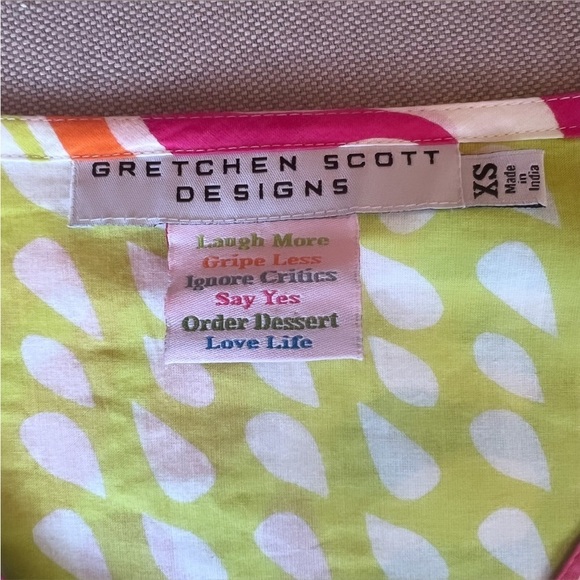 GRETCHEN SCOTT
DESIGNS
XS
Made
in
India
Laugh More
Gripe Less
Ignore Critics
Say Yes
Order Dessert
Love Life